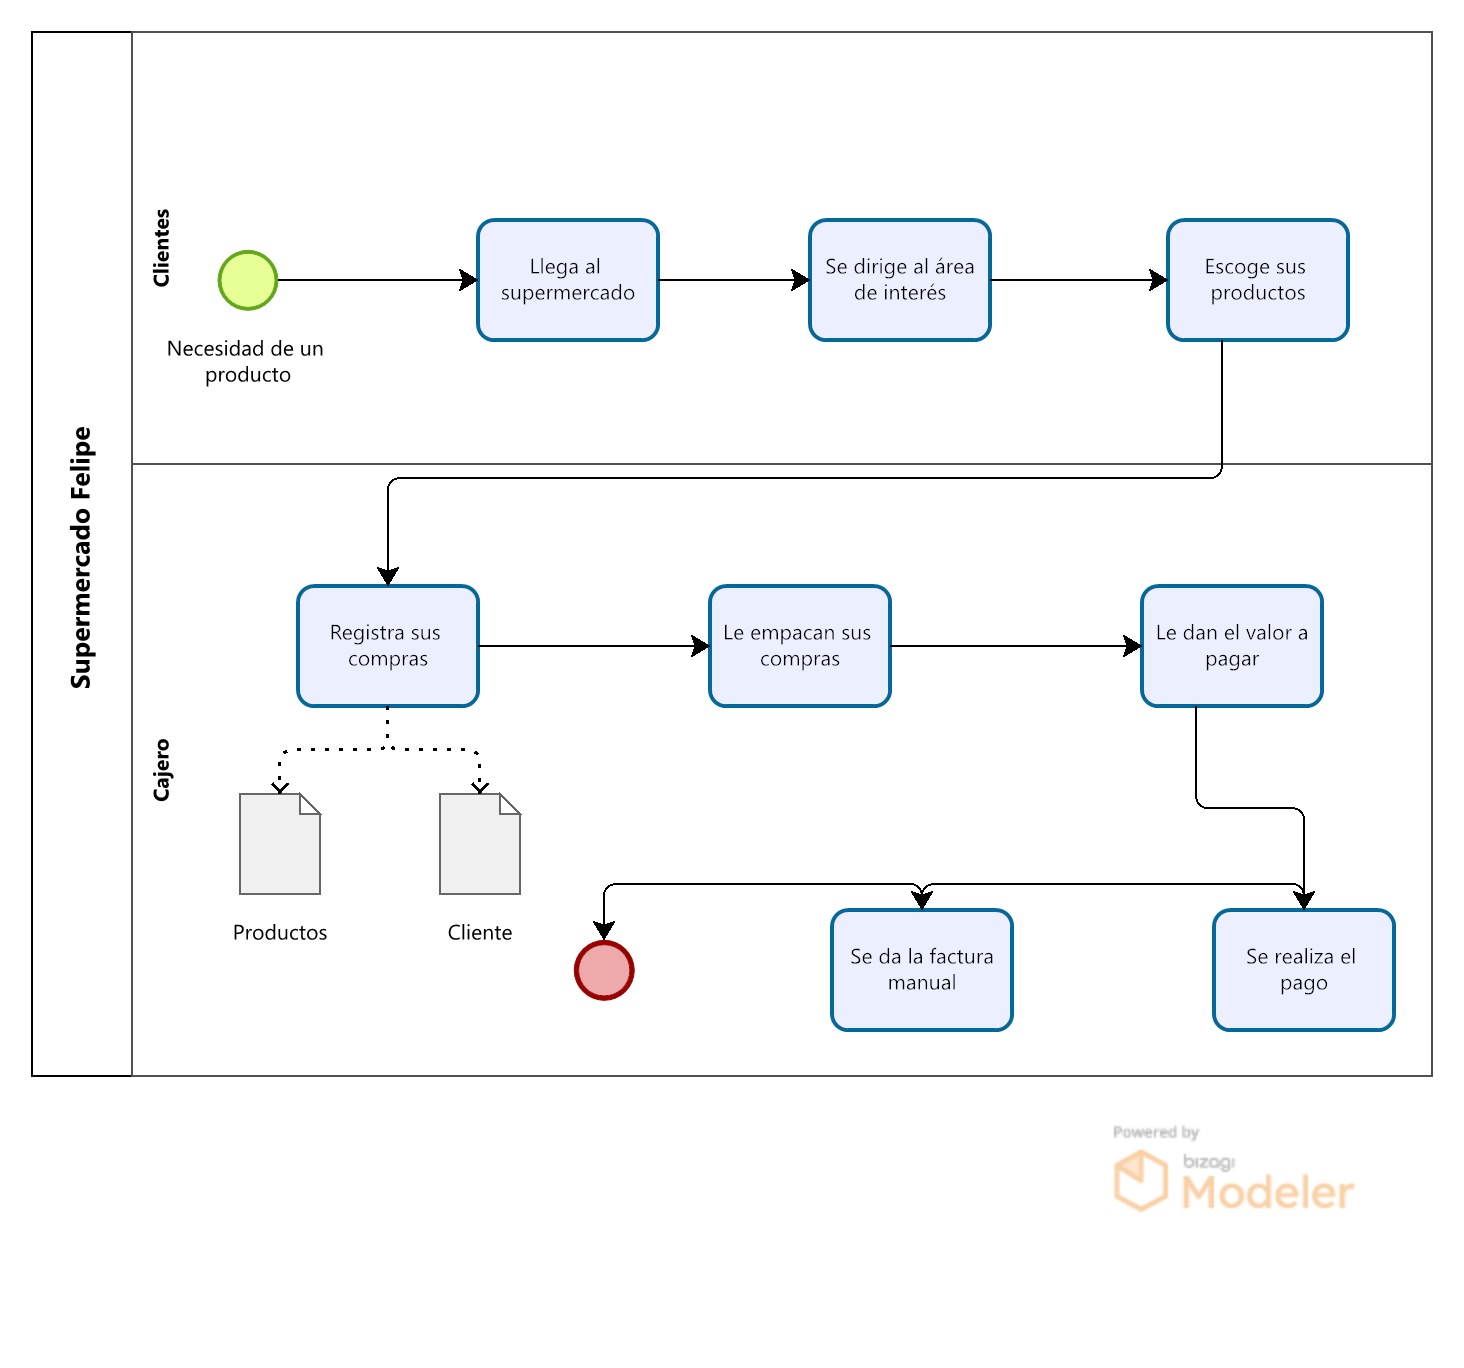 Supermercado Felipe
Clientes
Necesidad de un
producto
Llega al
supermercado
Se dirige al área
de interés
Escoge sus
productos
Cajero
Registra sus
compras
Le empacan sus
compras
Le dan el valor a
pagar
Productos
Cliente
Se da la factura
manual
Se realiza el
pago
Powered by
bizagi
Modeler